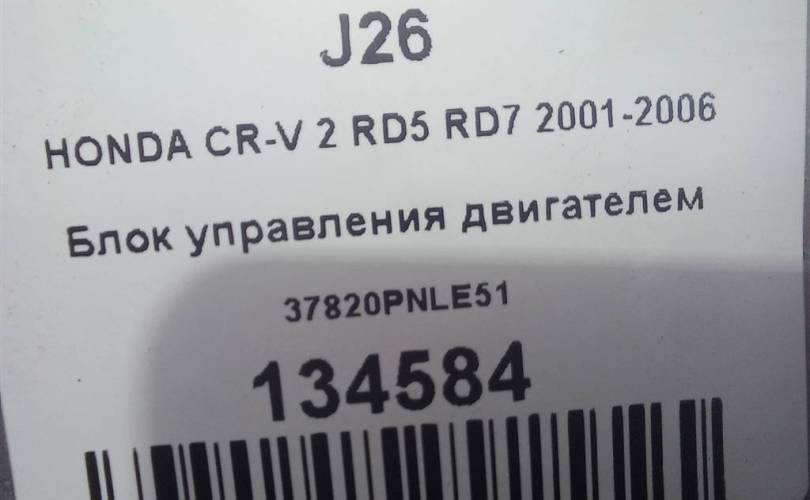 J26
HONDA CR-V 2 RD5 RD7 2001-2006
Блок управления двигателем
37820PNLE51
134584